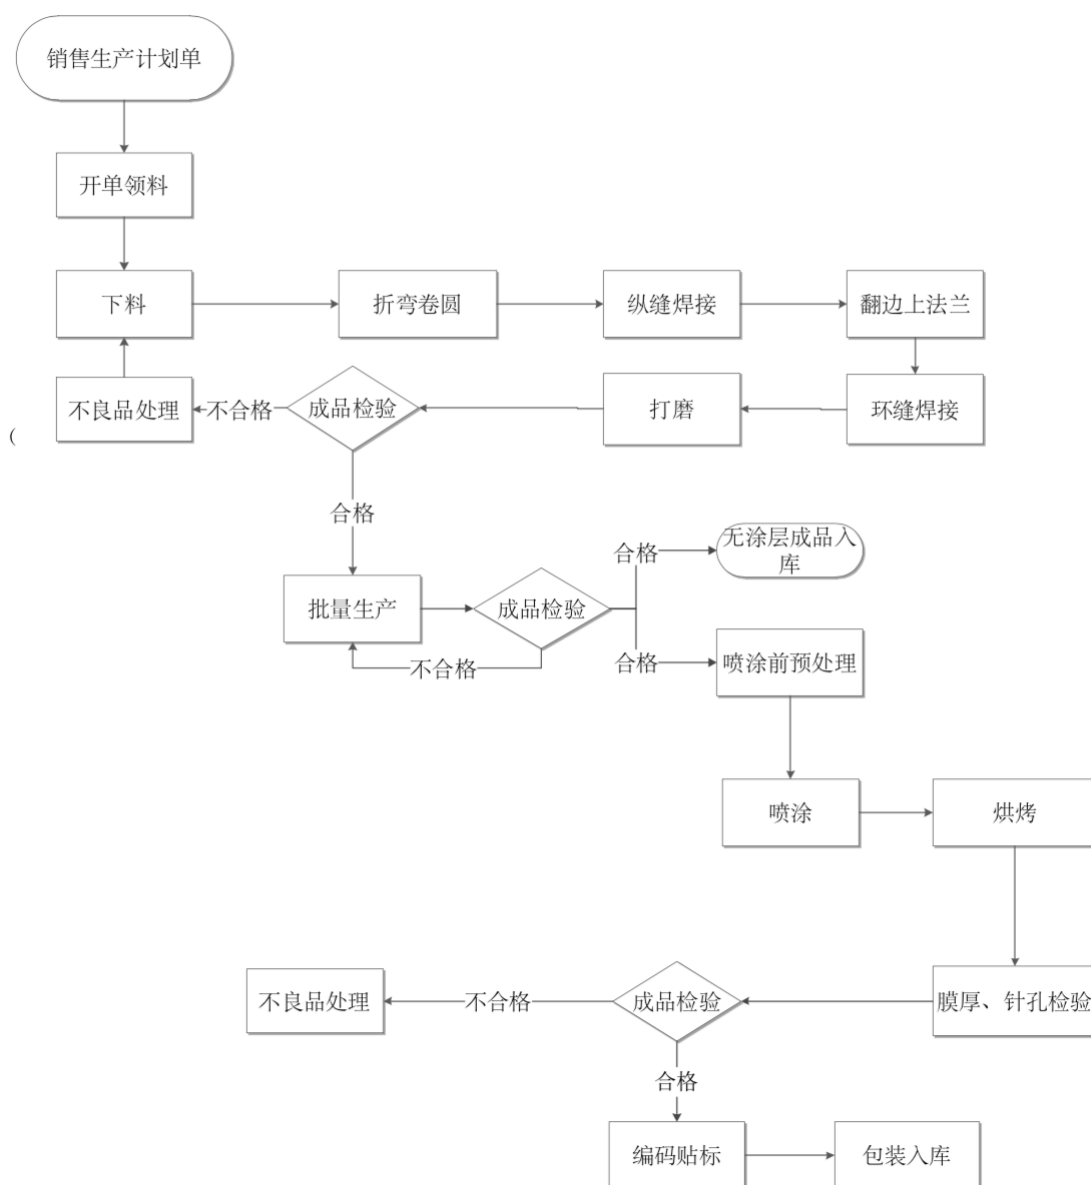 销售生产计划单
开单领料
下料
折弯卷圆
纵缝焊接
翻边上法兰
不良品处理
不合格
成品检验
打磨
环缝焊接
(
合格
无涂层成品入
库
合格
批量生产
成品检验
不合格
合格
喷涂前预处理
喷涂
烘烤
不良品处理
不合格
成品检验
膜厚、针孔检验
合格
编码贴标
包装入库